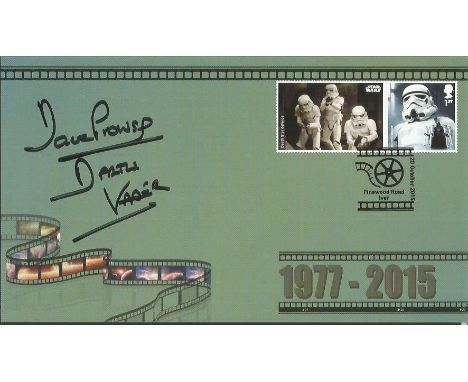 Dave Prowse
Darth
Vader
STAR
WARS
1ST
20 October 2015
Pinewood Road
Iver
1977 - 2015